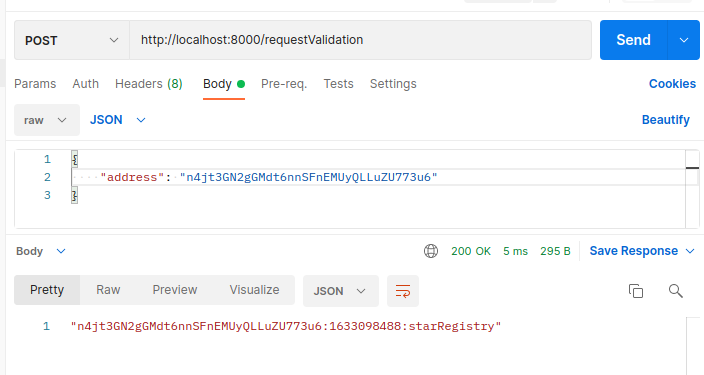 POST http://localhost:8000/requestValidation Send
Params Auth Headers (8) Body Pre-req. Tests Settings Cookies
raw JSON Beautify
1 {
2 "address": "n4jt3GN2gGMdt6nnSFnEMUyQLLuZU773u6"
3 }
Body 200 OK 5 ms 295 B Save Response
Pretty Raw Preview Visualize JSON
1 "n4jt3GN2gGMdt6nnSFnEMUyQLLuZU773u6:1633098488:starRegistry"